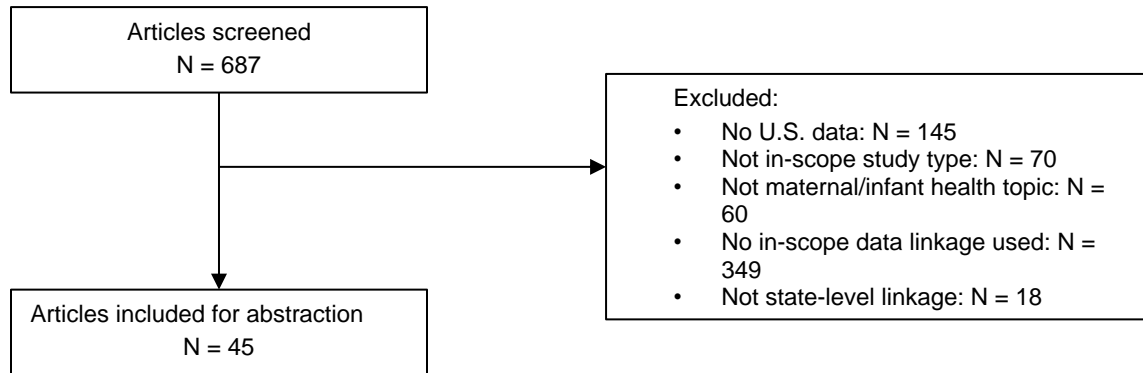 Articles screened
N = 687
Excluded:
• No U.S. data: N = 145
• Not in-scope study type: N = 70
• Not maternal/infant health topic: N =
60
• No in-scope data linkage used: N =
349
• Not state-level linkage: N = 18
Articles included for abstraction
N = 45